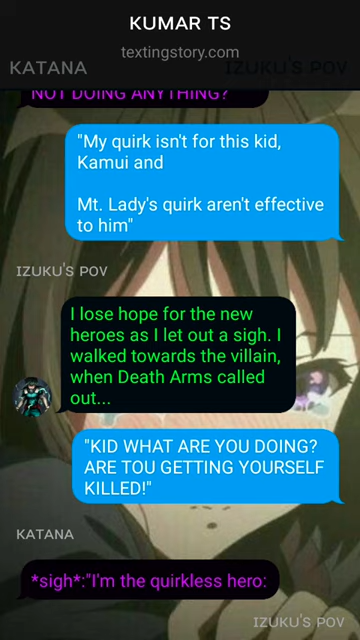 KUMAR TS
textingstory.com
KATANA
IZUKU'S POV
NOT DOING ANYTHING?
"My quirk isn't for this kid,
Kamui and
Mt. Lady's quirk aren't effective
to him"
IZUKU'S POV
I lose hope for the new
heroes as I let out a sigh. I
walked towards the villain,
when Death Arms called
out...
"KID WHAT ARE YOU DOING?
ARE TOU GETTING YOURSELF
KILLED!"
KATANA
*sigh*:"I'm the quirkless hero:
IZUKU'S POV